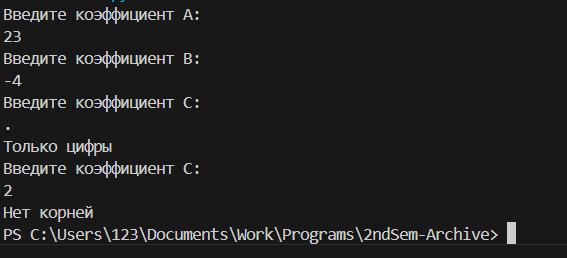 Введите коэффициент A:
23
Введите коэффициент B:
-4
Введите коэффициент C:
.
Только цифры
Введите коэффициент C:
2
Нет корней
PS C:\Users\123\Documents\Work\Programs\2ndSem-Archive>